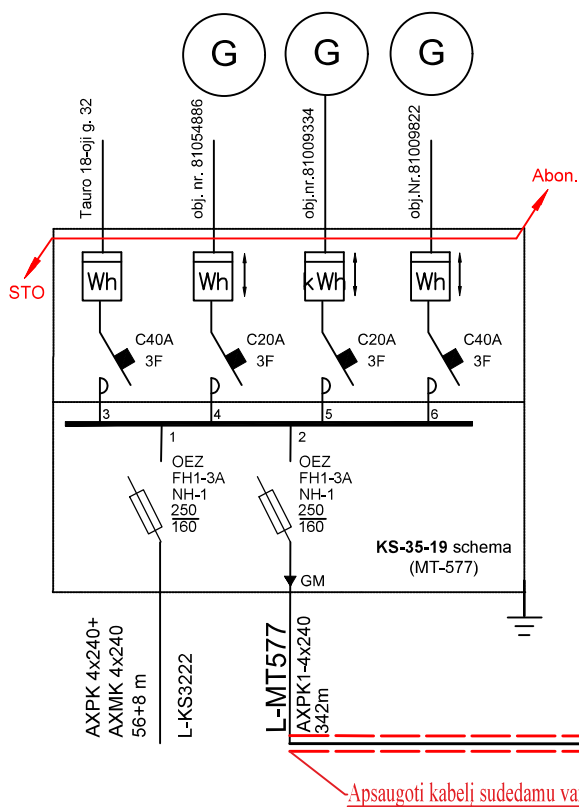 G
G
G
Tauro 18-oji g. 32
obj. nr. 81054886
obj.nr.81009334
obj.Nr.81009822
Abon.
STO
Wh
Wh
kWh
Wh
C40A
3F
C20A
3F
C20A
3F
C40A
3F
3
4
5
6
1
2
OEZ
FH1-3A
NH-1
250
160
OEZ
FH1-3A
NH-1
250
160
KS-35-19 schema
(MT-577)
GM
AXPK 4x240+
AXMK 4x240
56+8 m
L-KS3222
L-MT577
AXPK1-4x240
342m
Apsaugoti kabelį sudedamu va